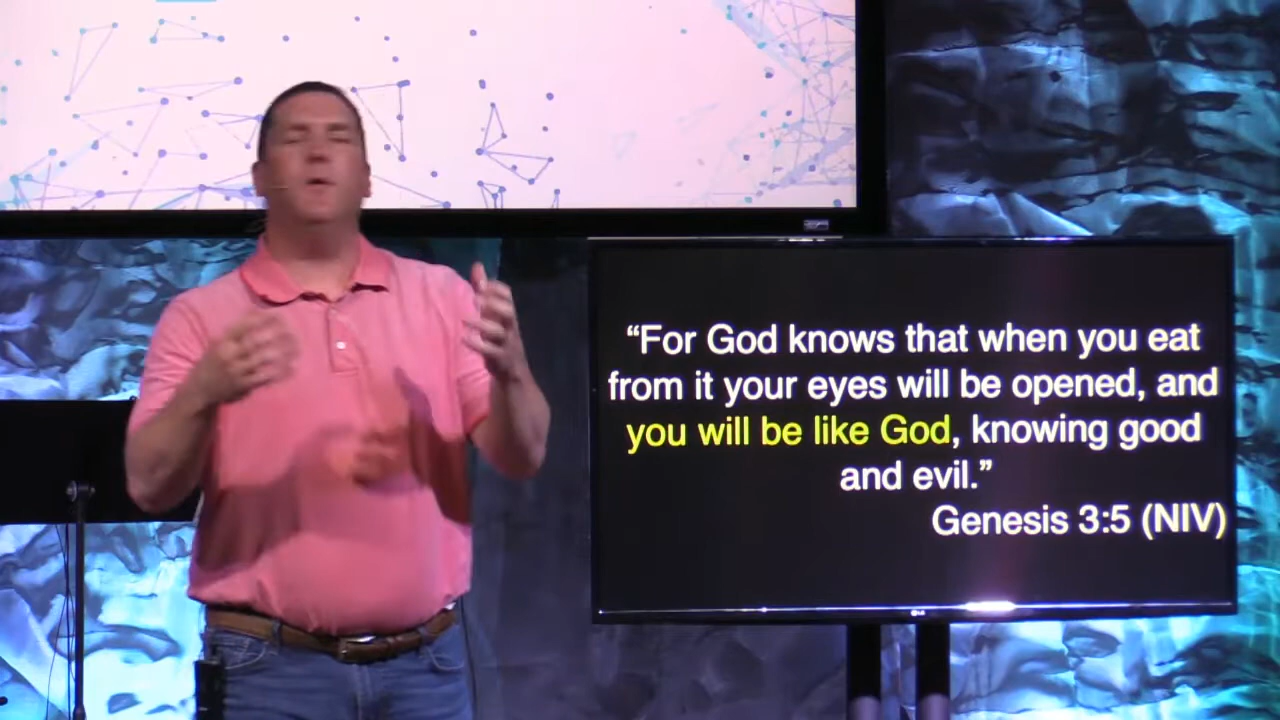 “For God knows that when you eat
from it your eyes will be opened, and
you will be like God, knowing good
and evil.”
Genesis 3:5 (NIV)
LG